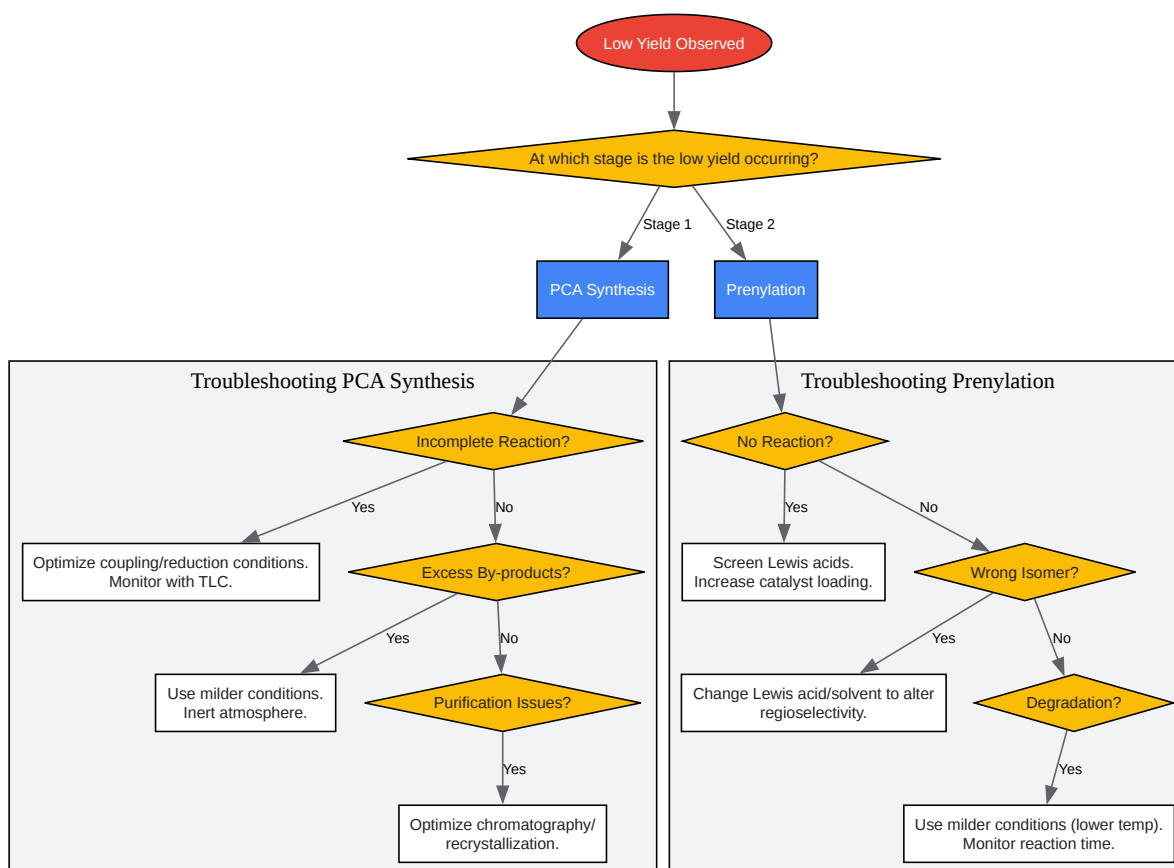 Low Yield Observed
At which stage is the low yield occurring?
Stage 1
Stage 2
PCA Synthesis
Prenylation
Troubleshooting PCA Synthesis
Incomplete Reaction?
Yes
No
Optimize coupling/reduction conditions.
Monitor with TLC.
Excess By-products?
Yes
No
Use milder conditions.
Inert atmosphere.
Purification Issues?
Yes
Optimize chromatography/
recrystallization.
Troubleshooting Prenylation
No Reaction?
Yes
No
Screen Lewis acids.
Increase catalyst loading.
Wrong Isomer?
Yes
No
Change Lewis acid/solvent to alter
regioselectivity.
Degradation?
Yes
Use milder conditions (lower temp).
Monitor reaction time.